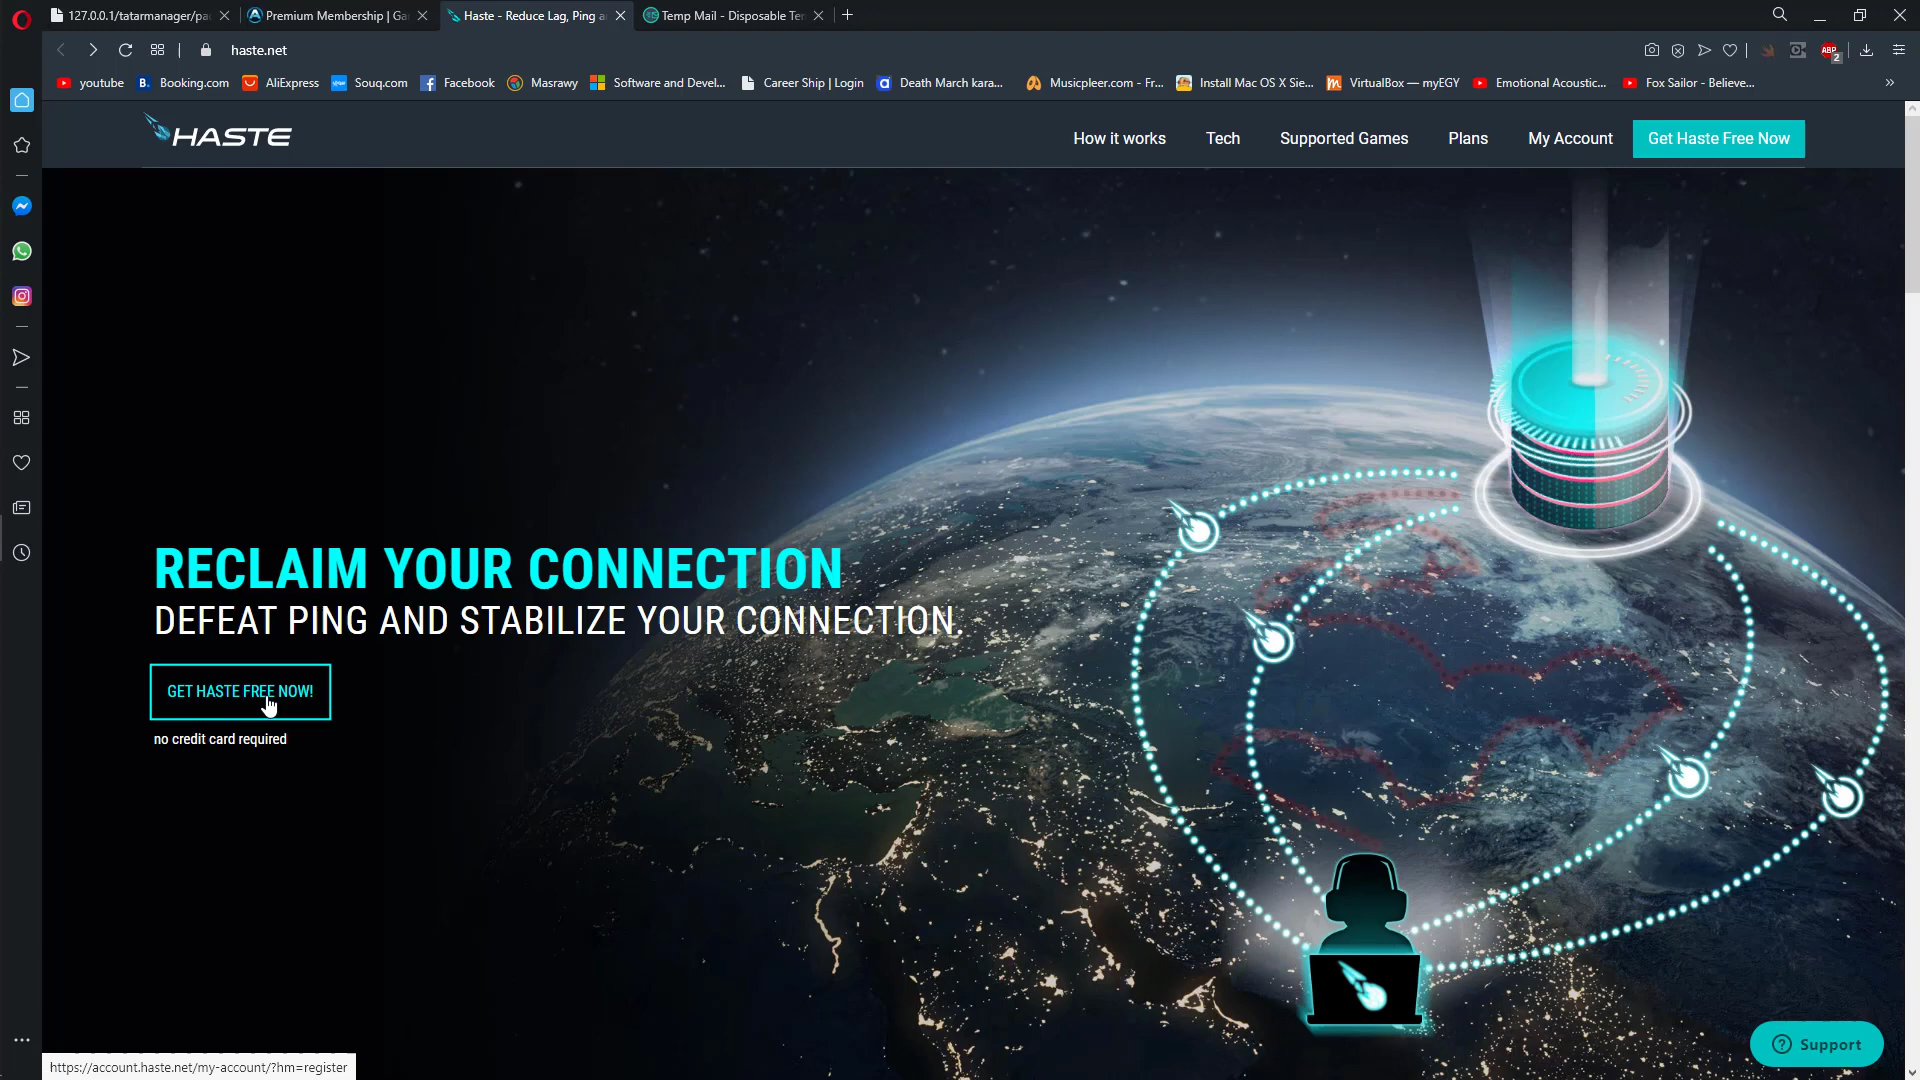 127.0.0.1/tatarmanager/pa
Premium Membership | Ga
Haste - Reduce Lag, Ping a
Temp Mail - Disposable Te
haste.net
ABP
2
youtube
B. Booking.com
AliExpress
Souq.com
Facebook
Masrawy
Software and Devel...
Career Ship | Login
Death March kara...
Musicpleer.com - Fr...
Install Mac OS X Sie...
VirtualBox — myEGY
Emotional Acoustic...
Fox Sailor - Believe...
»
HASTE
How it works
Tech
Supported Games
Plans
My Account
Get Haste Free Now
RECLAIM YOUR CONNECTION
DEFEAT PING AND STABILIZE YOUR CONNECTION.
GET HASTE FREE NOW!
no credit card required
Support
https://account.haste.net/my-account/?hm=register